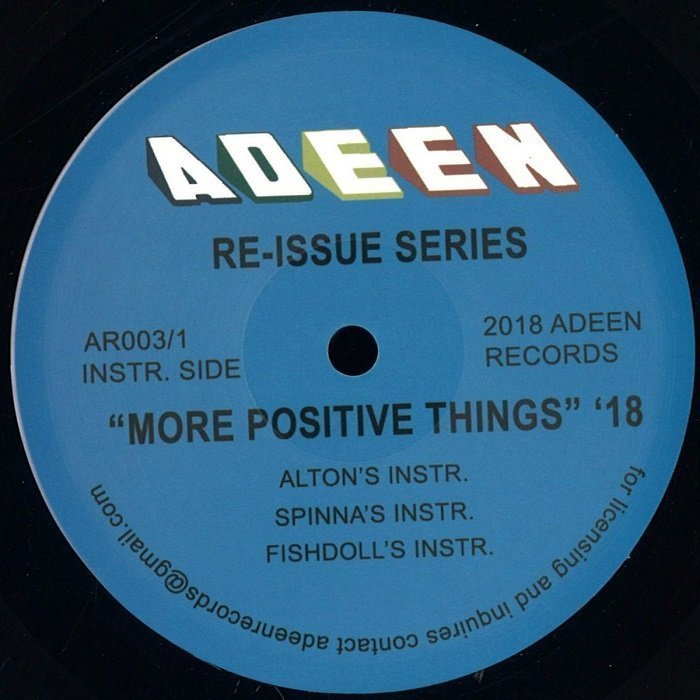 ADEEN
RE-ISSUE SERIES
AR003/1
INSTR. SIDE
2018 ADEEN
RECORDS
“MORE POSITIVE THINGS” ‘18
ALTON'S INSTR.
SPINNA'S INSTR.
FISHDOLL'S INSTR.
for licensing and inquires contact adeenrecords@gmail.com